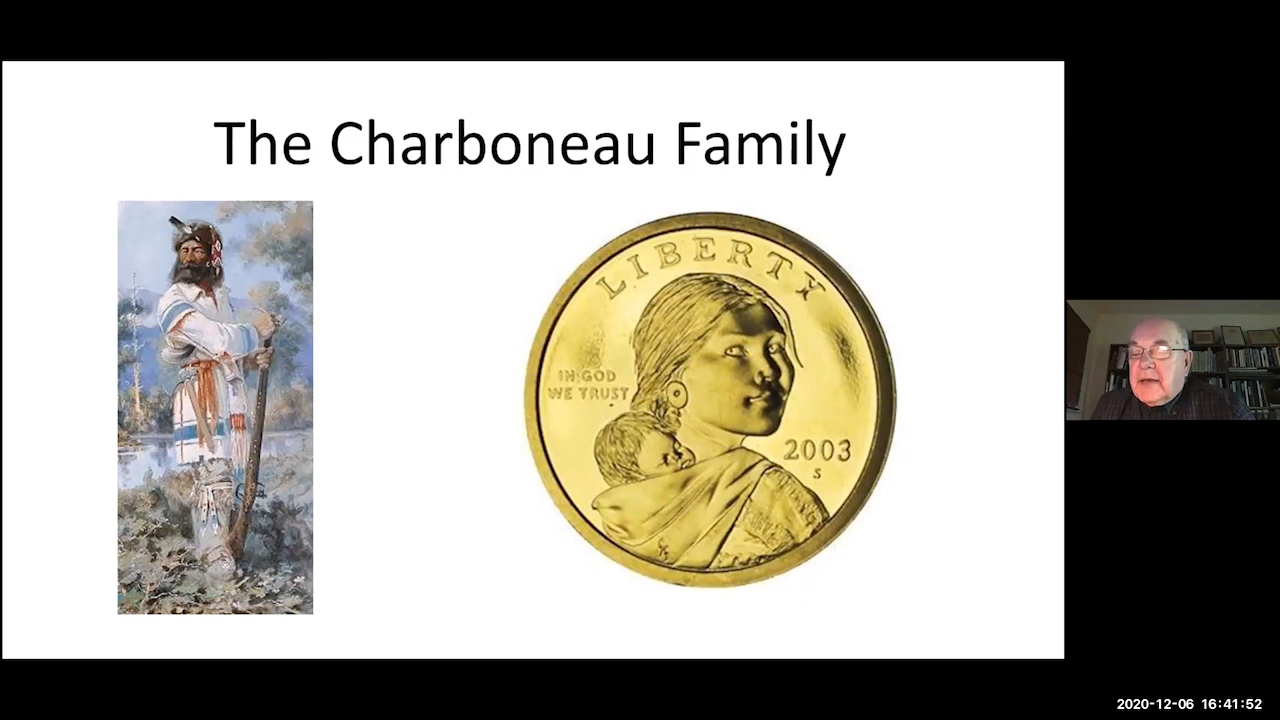 The Charboneau Family
LIBERTY
IN GOD
WE TRUST
2003
S
2020-12-06 16:41:52